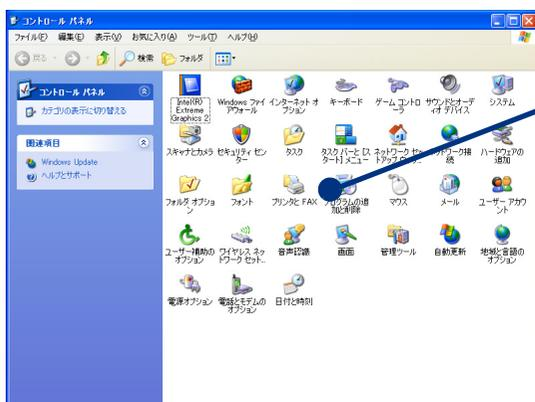 コントロール パネル
ファイル(F) 編集(E) 表示(V) お気に入り(A) ツール(T) ヘルプ(H)
戻る 検索 フォルダ
コントロール パネル
カテゴリの表示に切り替える
関連項目
Windows Update
ヘルプとサポート
Intel(R)
Extreme
Graphics 2
Windows ファイ
アウォール
インターネット オ
プション
キーボード
ゲーム コントロ
ーラ
サウンドとオーデ
ィオ デバイス
システム
スキャナとカメラ
セキュリティ セン
ター
タスク
タスク バーと [ス
タート] メニュー
ネットワーク セ
ットワーク接
続
ハードウェアの
追加
フォルダ オプショ
ン
フォント
プリンタと FAX
プログラムの追
加と削除
マウス
メール
ユーザー アカウ
ント
ユーザー補助の
オプション
ワイヤレス ネッ
トワーク セット..
音声認識
画面
管理ツール
自動更新
地域と言語の
オプション
電源オプション
電話とモデムの
オプション
日付と時刻